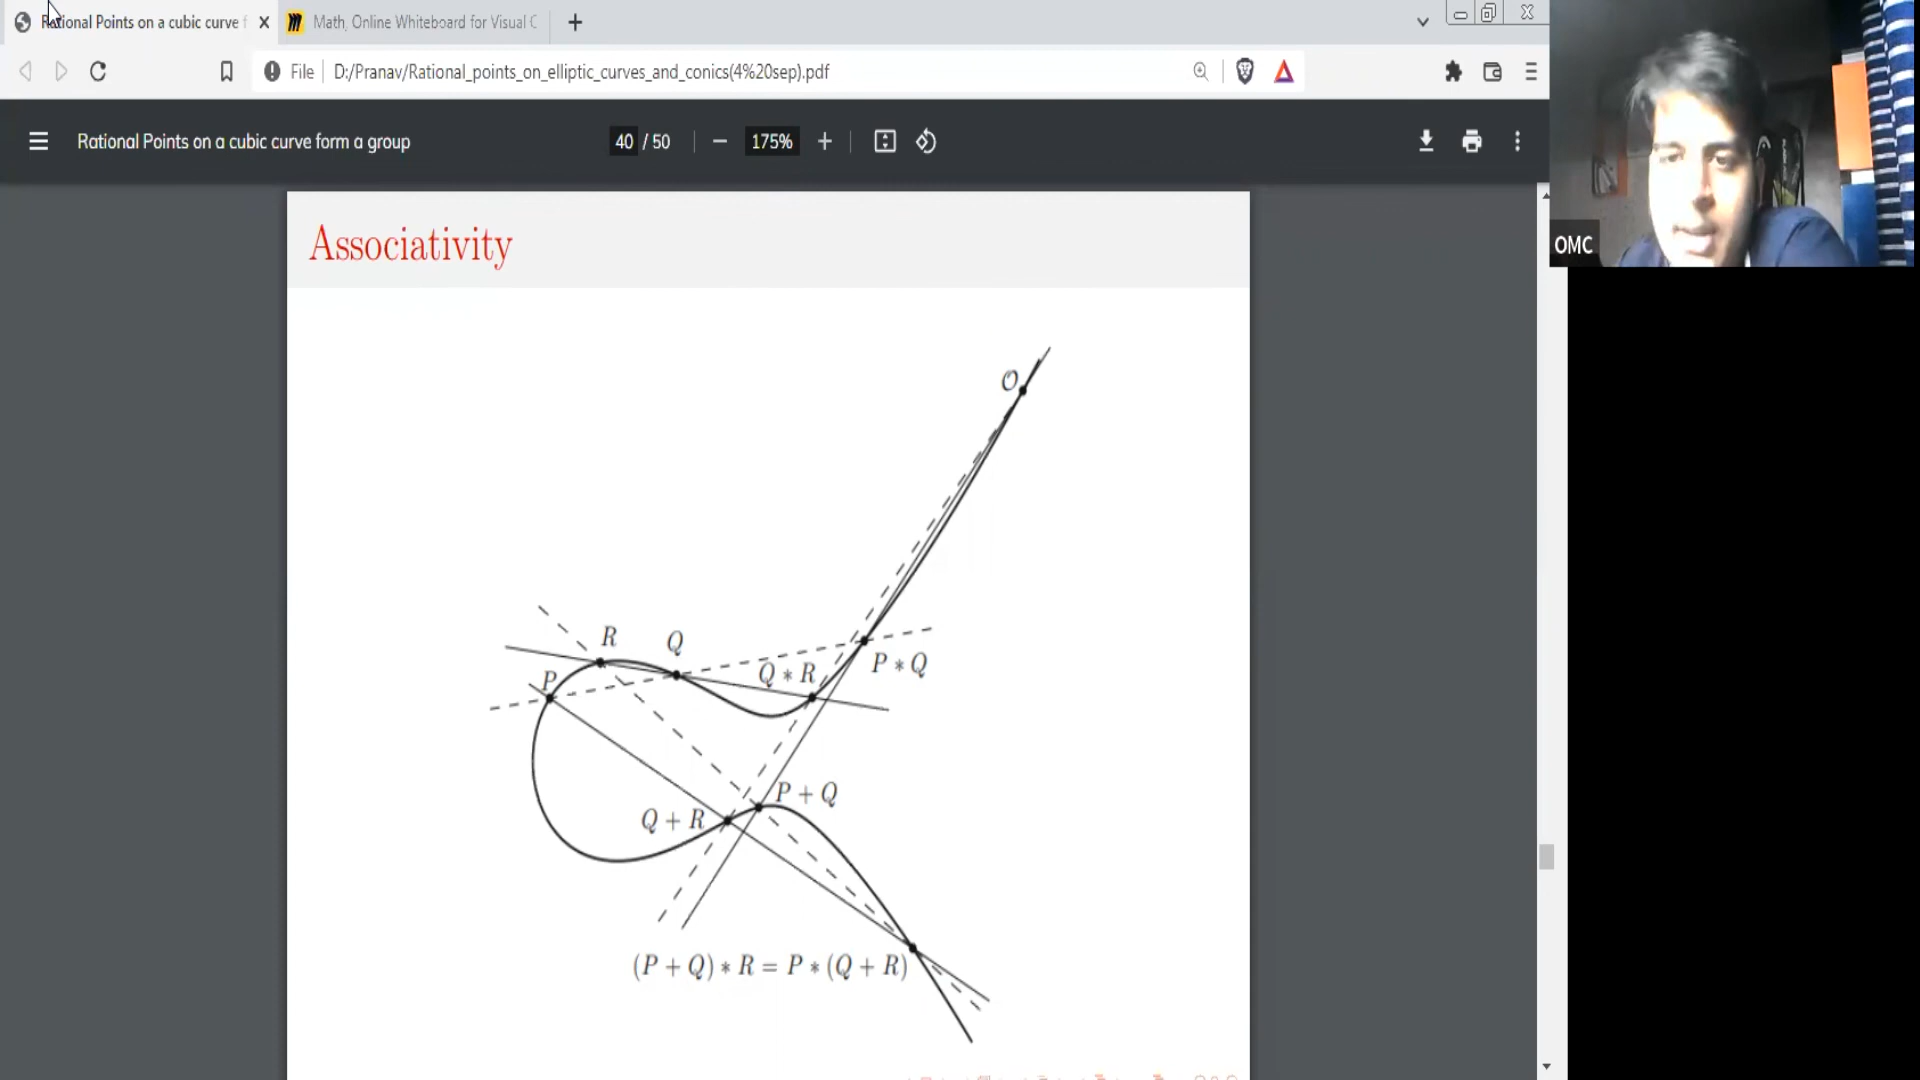 Rational Points on a cubic curve f
Math, Online Whiteboard for Visual C
File
D:/Pranav/Rational_points_on_elliptic_curves_and_conics(4%20sep).pdf
Rational Points on a cubic curve form a group
40 / 50
175%
OMC
Associativity
O
R
Q
P
Q ∗ R
P ∗ Q
P + Q
Q + R
(P + Q) ∗ R = P ∗ (Q + R)